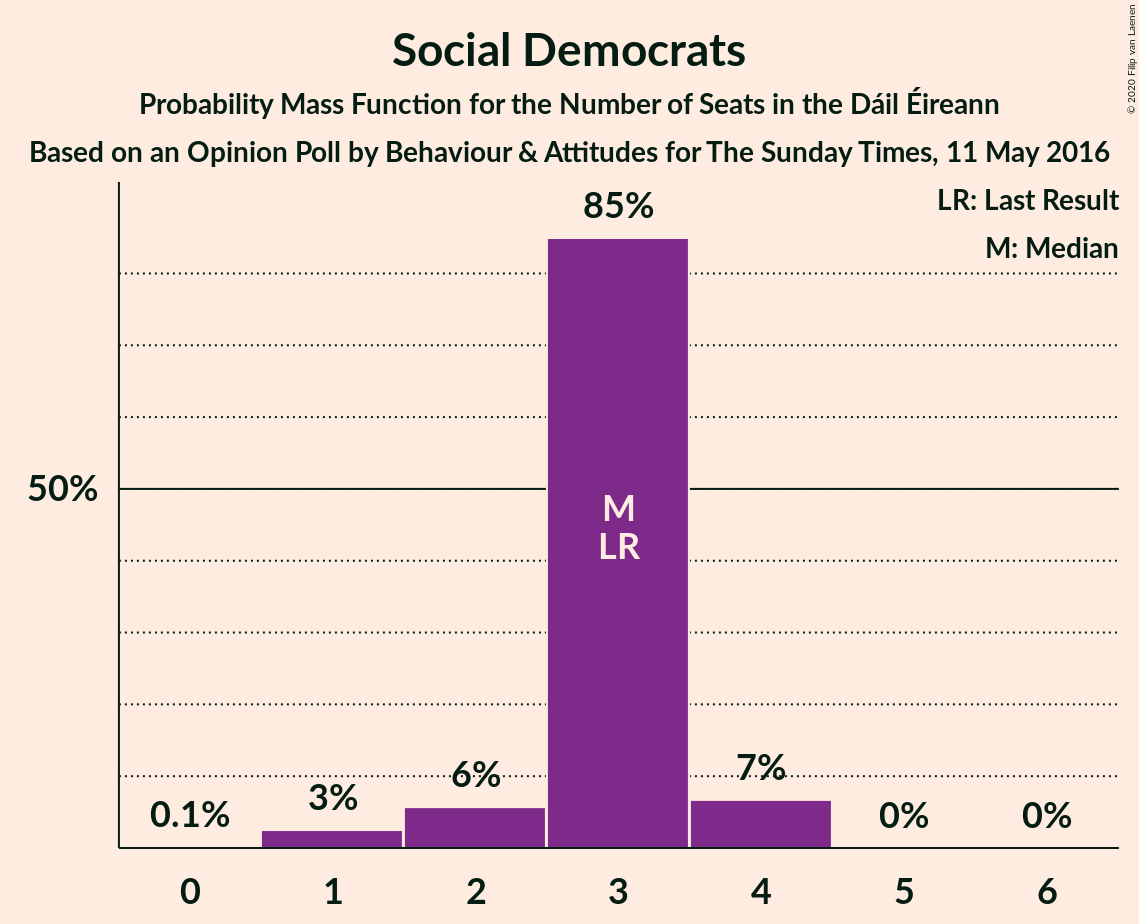 Social Democrats
Probability Mass Function for the Number of Seats in the Dáil Éireann
Based on an Opinion Poll by Behaviour & Attitudes for The Sunday Times, 11 May 2016
© 2020 Filip van Laenen
LR: Last Result
M: Median
85%
50%
M
LR
0.1%
3%
6%
7%
0%
0%
0
1
2
3
4
5
6